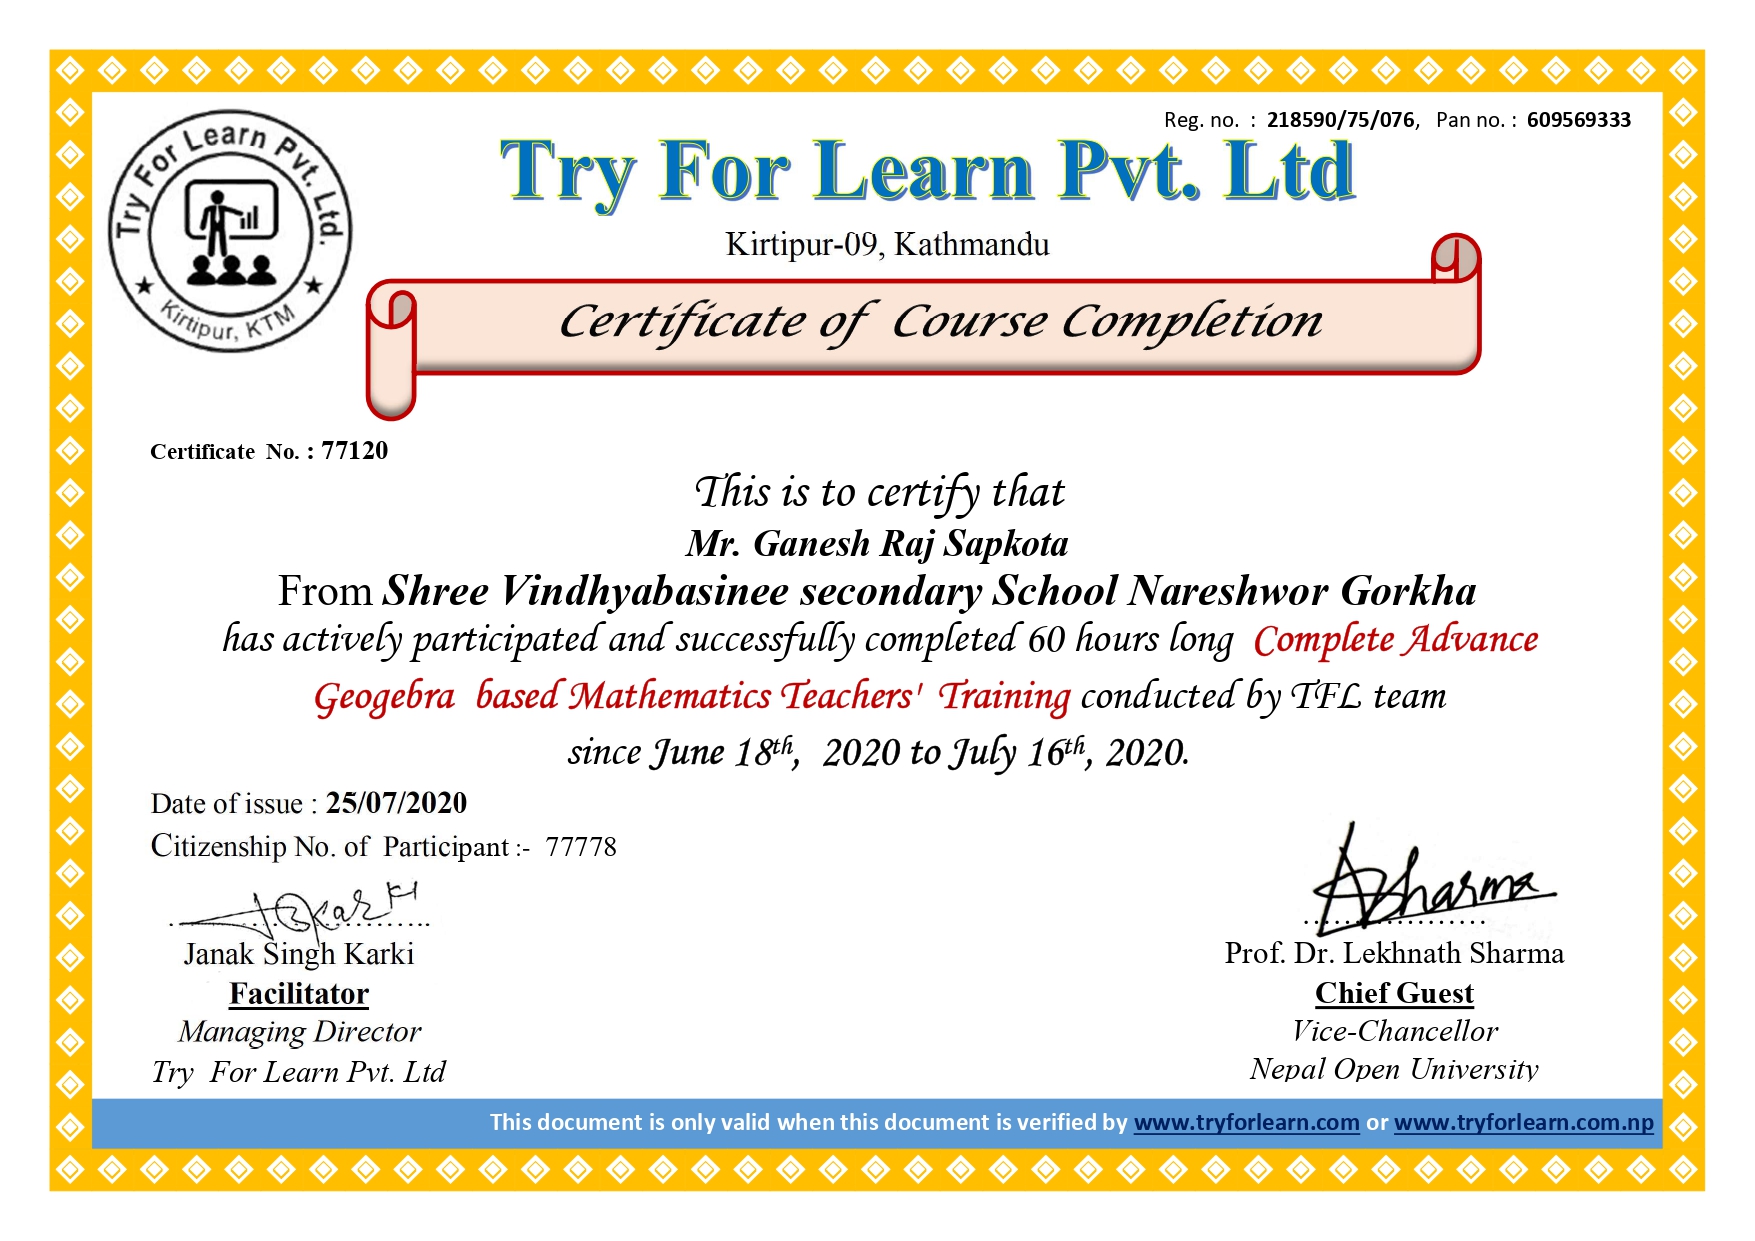 Reg. no. : 218590/75/076, Pan no. : 609569333
Try For Learn Pvt. Ltd.
Kirtipur, KTM
Try For Learn Pvt. Ltd
Kirtipur-09, Kathmandu
Certificate of Course Completion
Certificate No. : 77120
This is to certify that
Mr. Ganesh Raj Sapkota
From Shree Vindhyabasinee secondary School Nareshwor Gorkha
has actively participated and successfully completed 60 hours long Complete Advance
Geogebra based Mathematics Teachers' Training conducted by TFL team
since June 18th, 2020 to July 16th, 2020.
Date of issue : 25/07/2020
Citizenship No. of Participant :- 77778
Janak Singh Karki
Facilitator
Managing Director
Try For Learn Pvt. Ltd
Sharma
Prof. Dr. Lekhnath Sharma
Chief Guest
Vice-Chancellor
Nepal Open University
This document is only valid when this document is verified by www.tryforlearn.com or www.tryforlearn.com.np